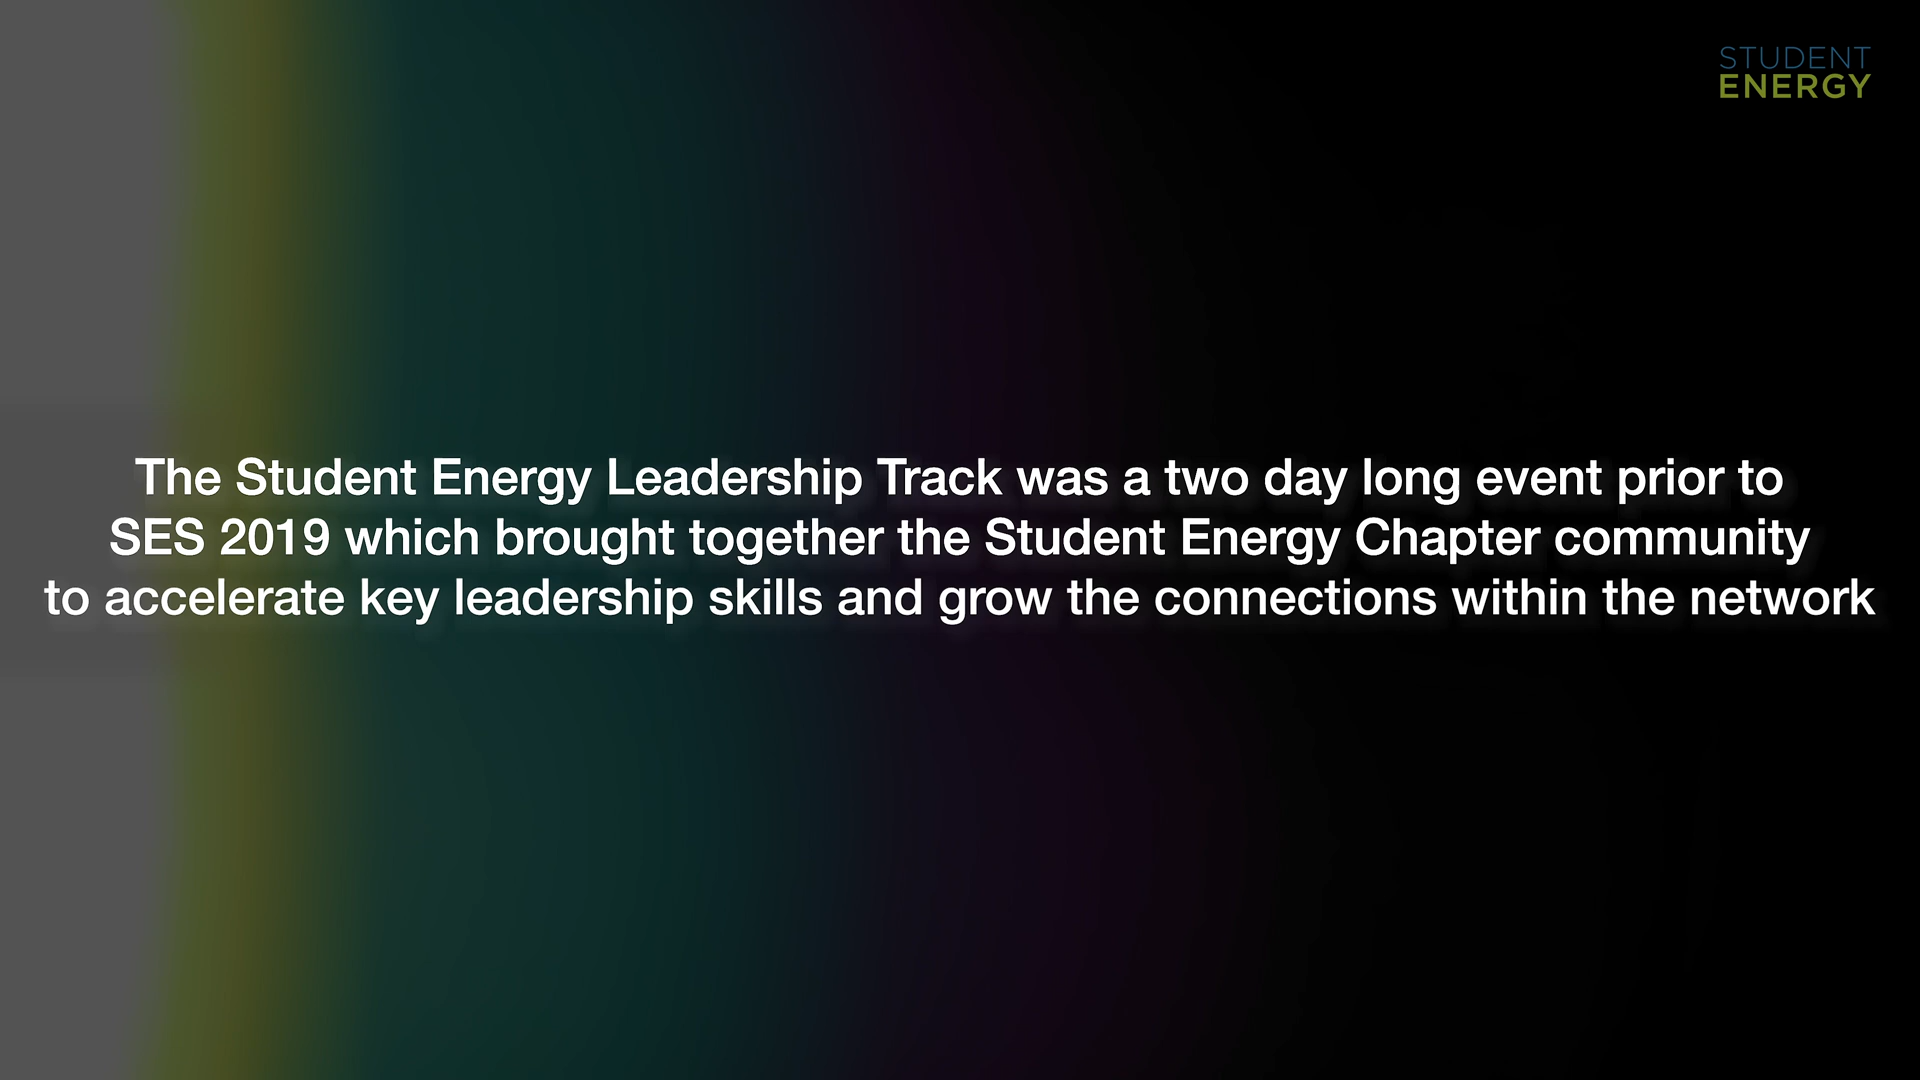 STUDENT
ENERGY
The Student Energy Leadership Track was a two day long event prior to
SES 2019 which brought together the Student Energy Chapter community
to accelerate key leadership skills and grow the connections within the network